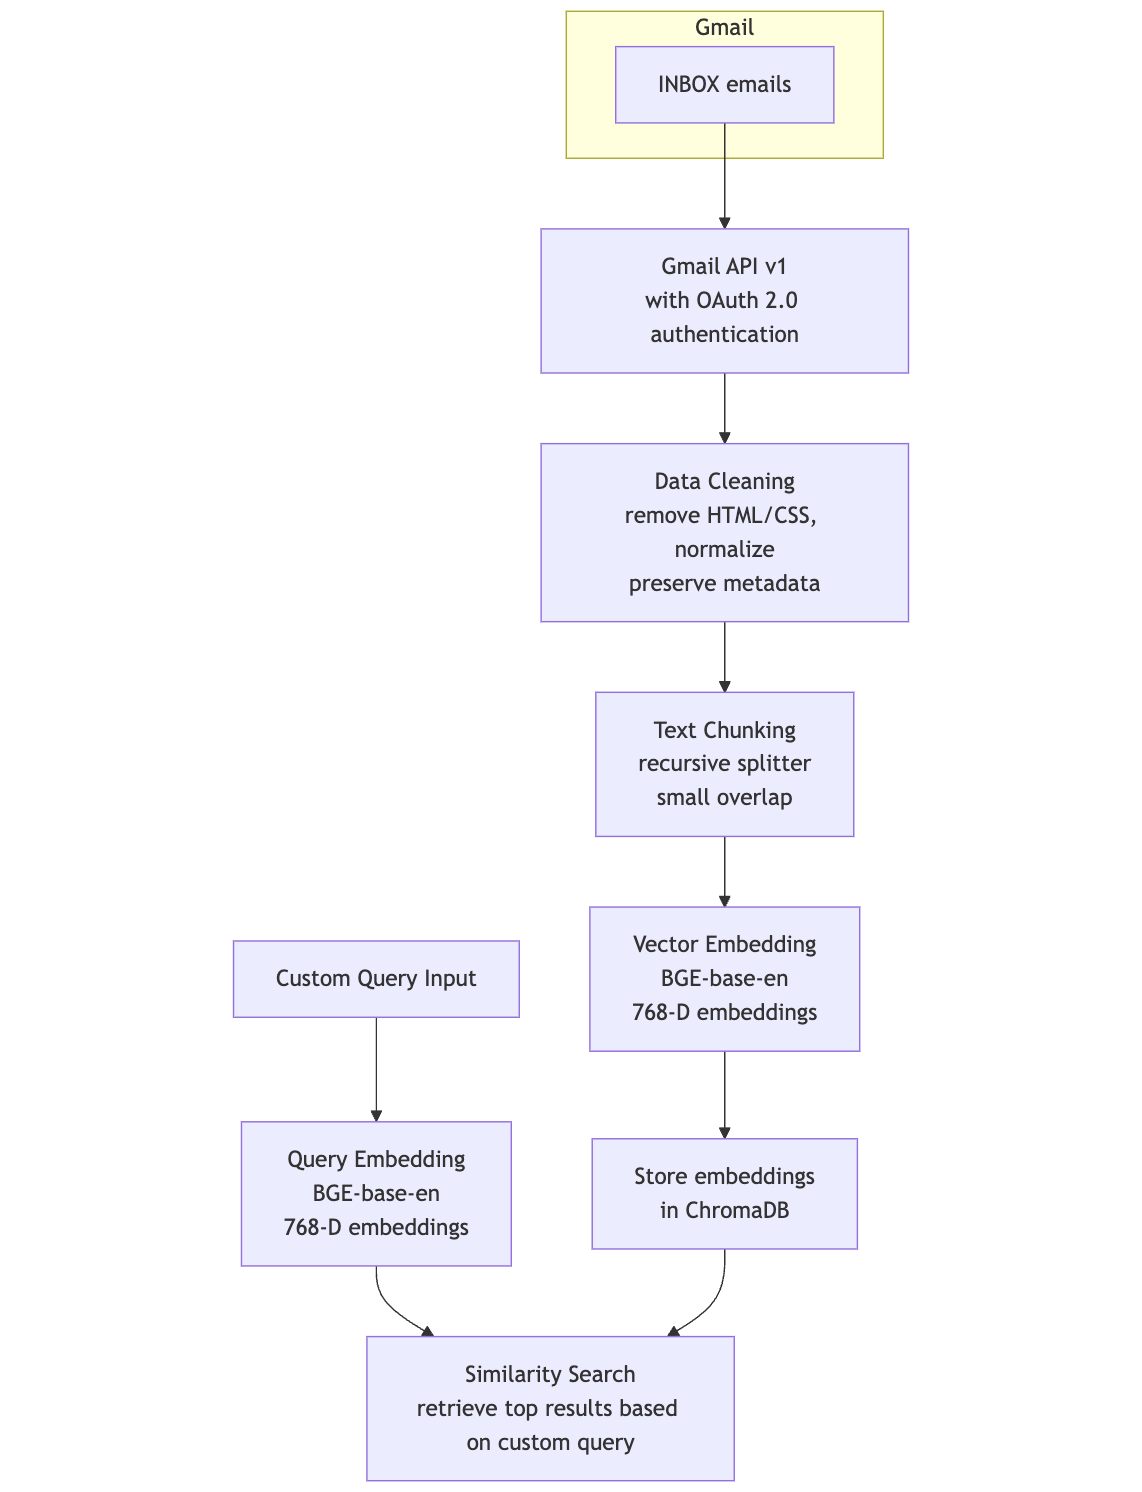 Gmail
INBOX emails
Gmail API v1
with OAuth 2.0
authentication
Data Cleaning
remove HTML/CSS,
normalize
preserve metadata
Text Chunking
recursive splitter
small overlap
Vector Embedding
BGE-base-en
768-D embeddings
Custom Query Input
Query Embedding
BGE-base-en
768-D embeddings
Store embeddings
in ChromaDB
Similarity Search
retrieve top results based
on custom query